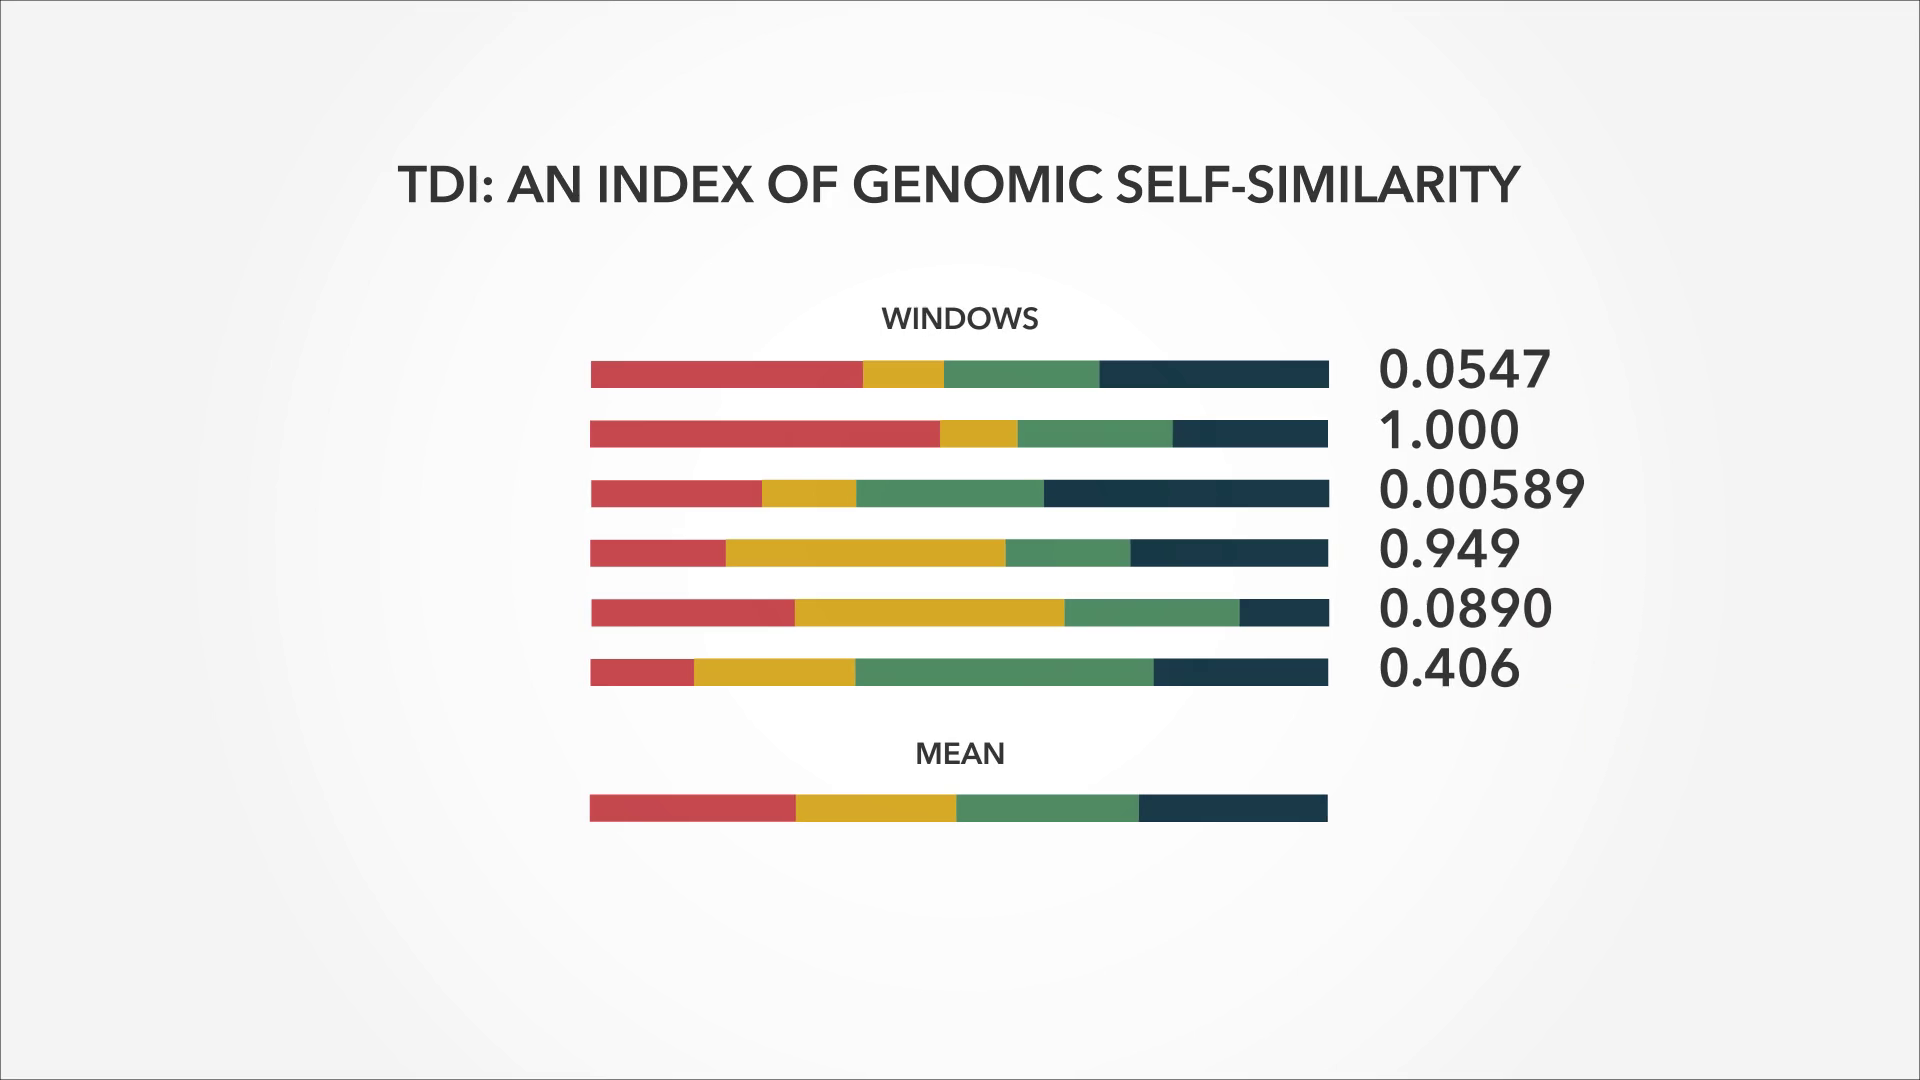 TDI: AN INDEX OF GENOMIC SELF-SIMILARITY
WINDOWS
0.0547
1.000
0.00589
0.949
0.0890
0.406
MEAN